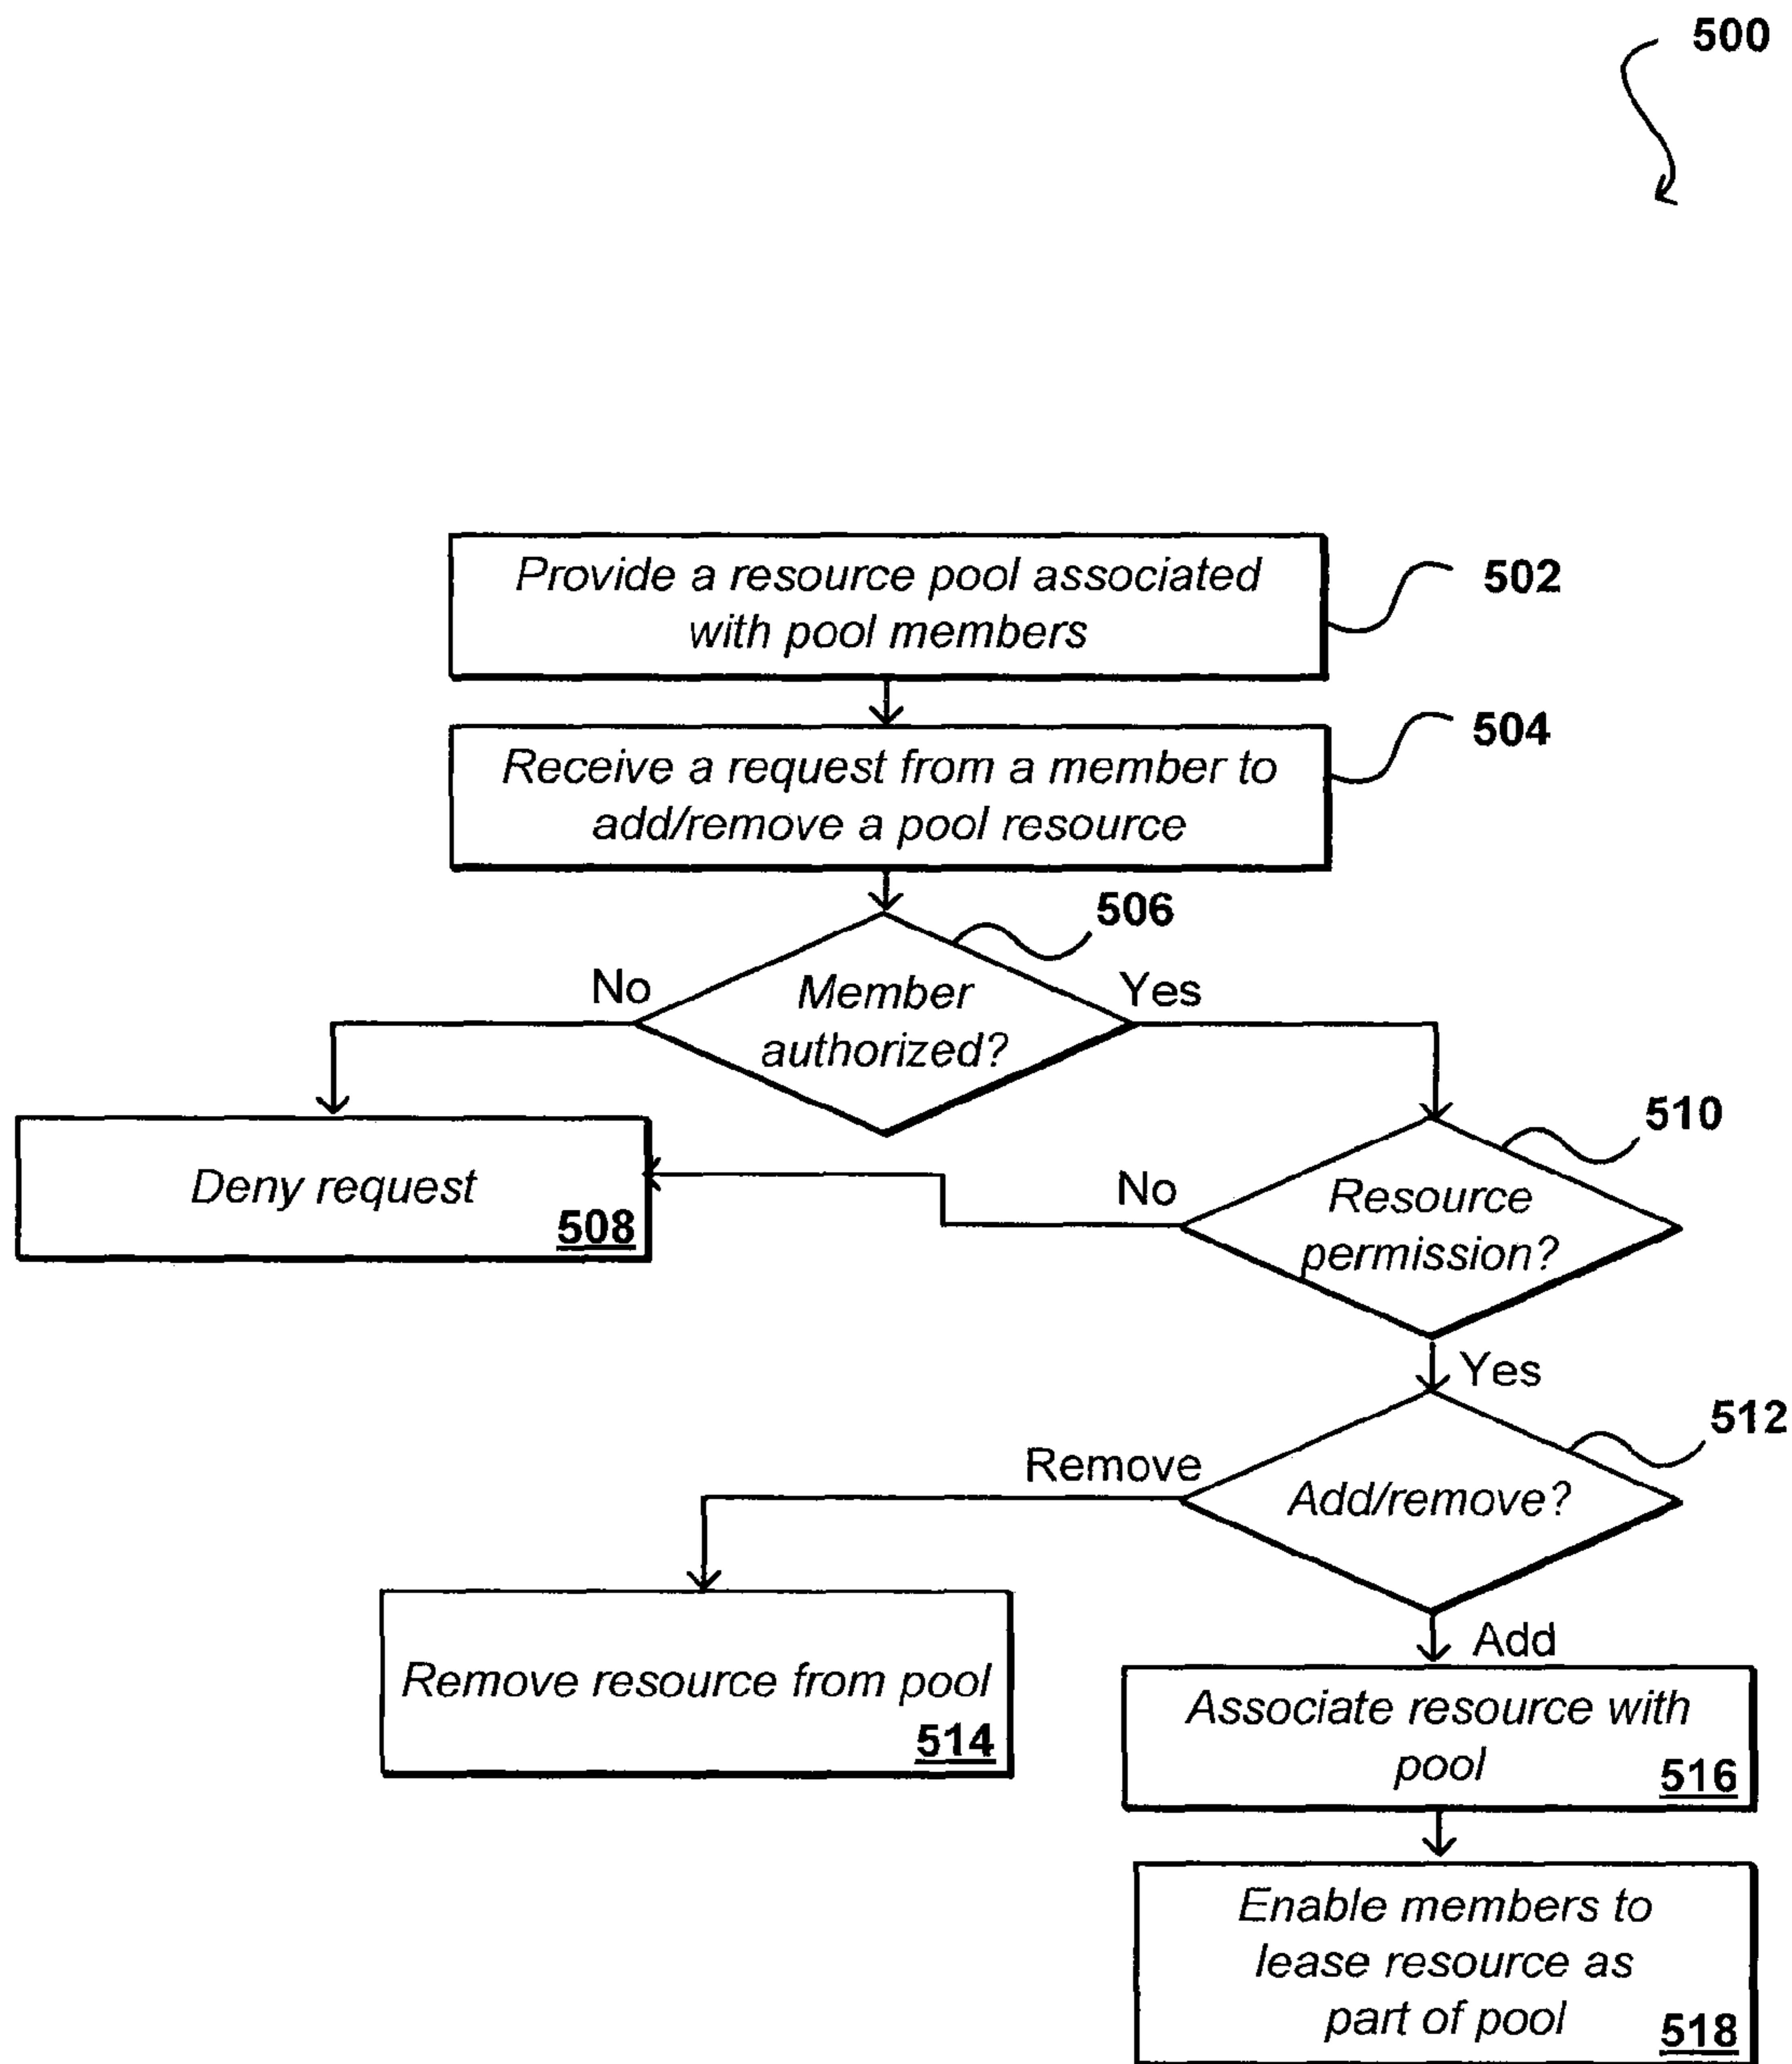 500
Provide a resource pool associated
with pool members
502
Receive a request from a member to
add/remove a pool resource
504
506
No
Member
authorized?
Yes
Deny request
508
510
No
Resource
permission?
Yes
512
Remove
Add/remove?
Remove resource from pool
514
Add
Associate resource with
pool
516
Enable members to
lease resource as
part of pool
518